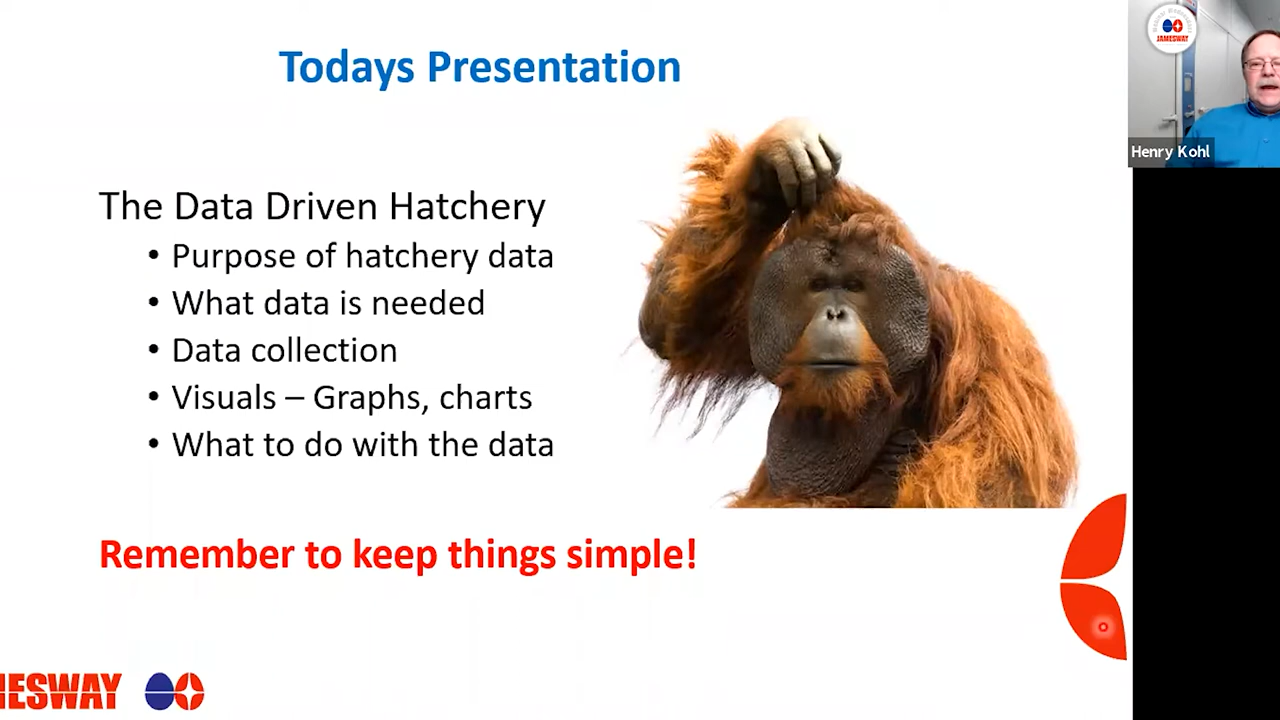 Todays Presentation
The Data Driven Hatchery
• Purpose of hatchery data
• What data is needed
• Data collection
• Visuals – Graphs, charts
• What to do with the data
Remember to keep things simple!
MESWAY
JAMESWAY
Henry Kohl